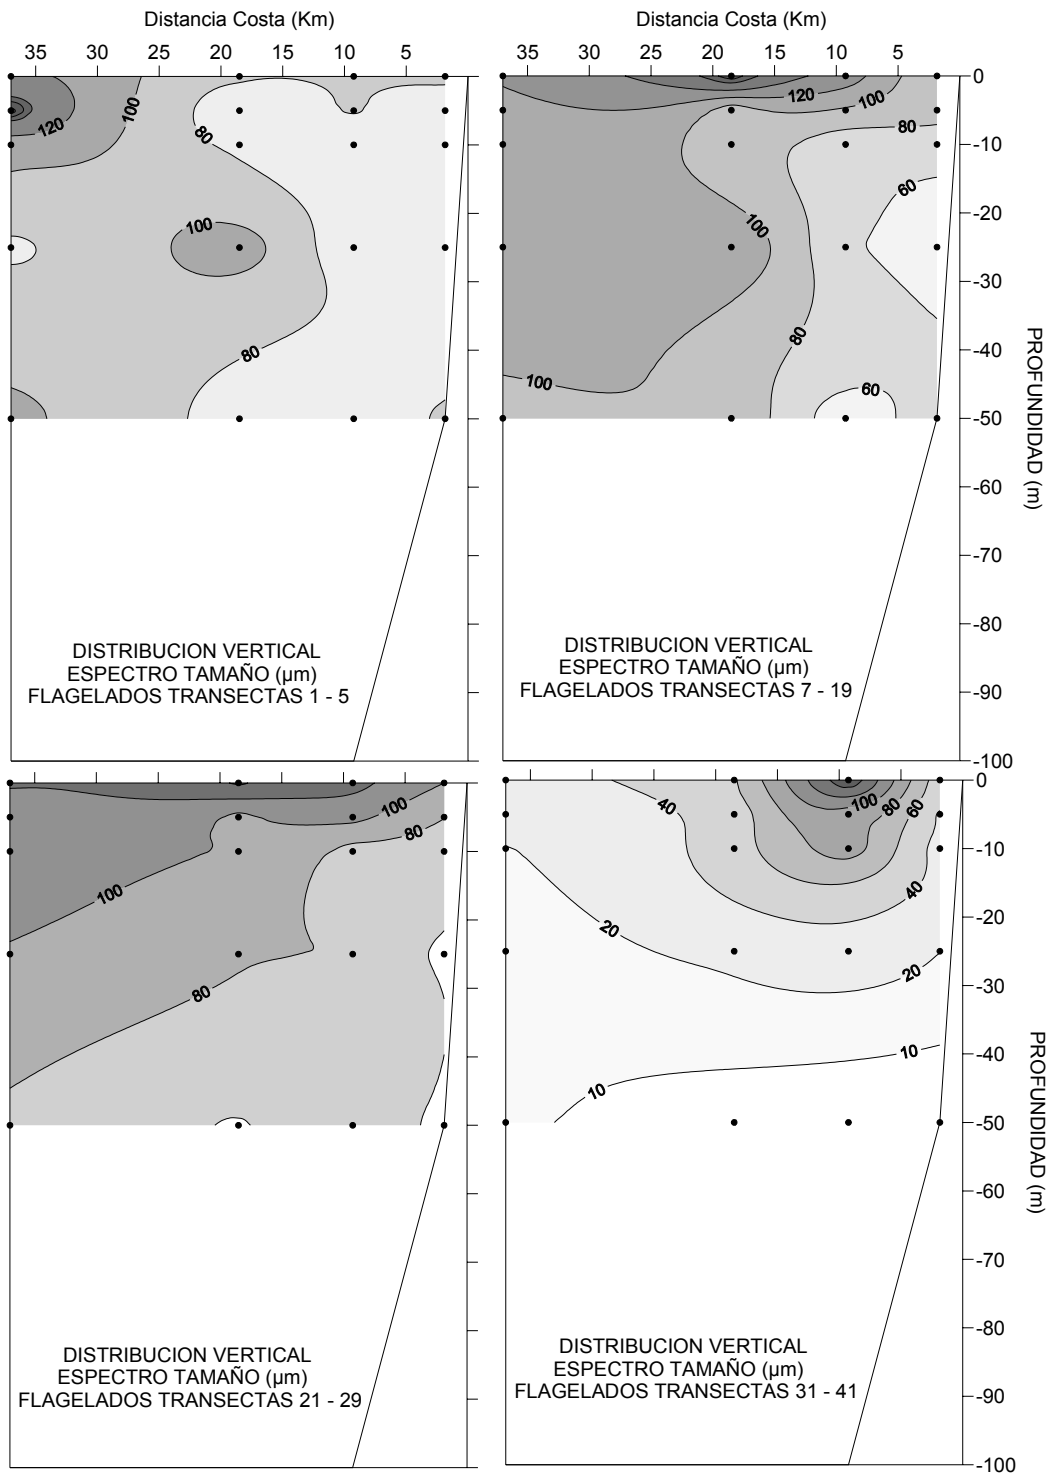 Distancia Costa (Km)
35 30 25 20 15 10 5
120
100
80
100
80
DISTRIBUCION VERTICAL
ESPECTRO TAMAÑO (µm)
FLAGELADOS TRANSECTAS 1 - 5
Distancia Costa (Km)
35 30 25 20 15 10 5
120
100
80
60
100
80
100
60
0
-10
-20
-30
-40
-50
-60
-70
-80
-90
-100
PROFUNDIDAD (m)
DISTRIBUCION VERTICAL
ESPECTRO TAMAÑO (µm)
FLAGELADOS TRANSECTAS 7 - 19
100
80
100
80
DISTRIBUCION VERTICAL
ESPECTRO TAMAÑO (µm)
FLAGELADOS TRANSECTAS 21 - 29
40
100
80
60
40
20
20
10
10
0
-10
-20
-30
-40
-50
-60
-70
-80
-90
-100
PROFUNDIDAD (m)
DISTRIBUCION VERTICAL
ESPECTRO TAMAÑO (µm)
FLAGELADOS TRANSECTAS 31 - 41